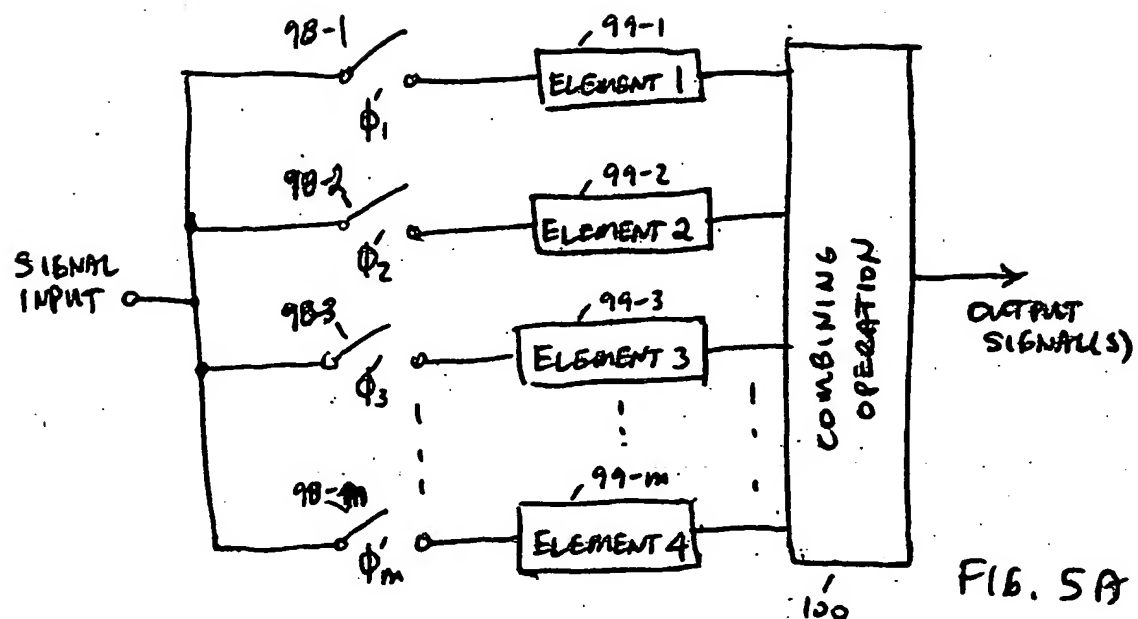 98-1
99-1
ELEMENT 1
ϕ'1
98-2
99-2
ELEMENT 2
ϕ'2
SIGNAL
INPUT
98-3
99-3
ELEMENT 3
ϕ'3
COMBINING
OPERATION
OUTPUT
SIGNAL(S)
98-m
99-m
ELEMENT 4
ϕ'm
100
FIG. 5A